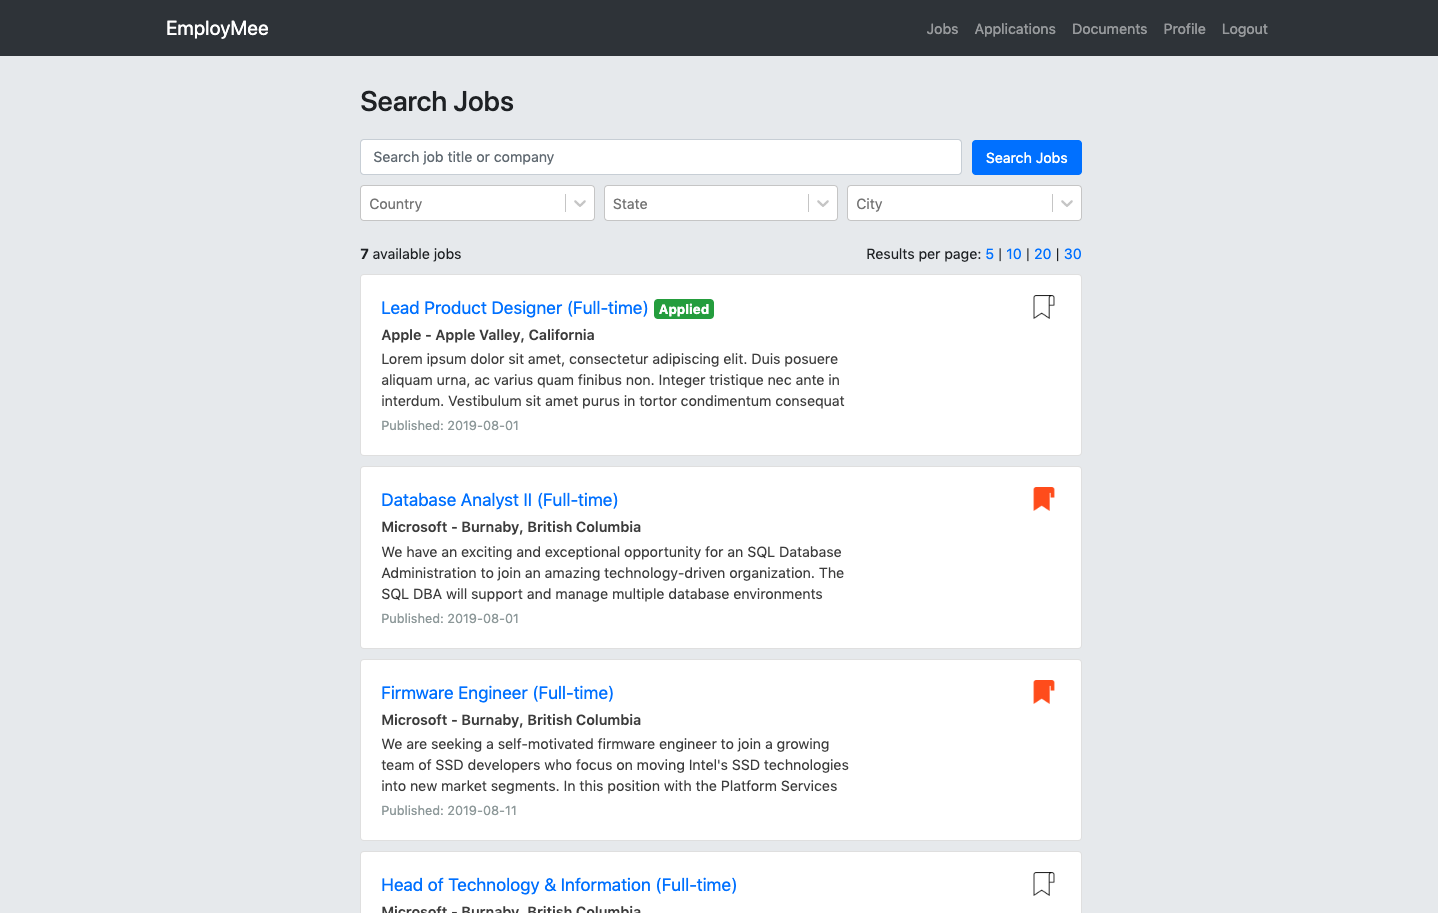 EmployMee
Jobs Applications Documents Profile Logout
Search Jobs
Search job title or company
Search Jobs
Country
State
City
7 available jobs
Results per page: 5 | 10 | 20 | 30
Lead Product Designer (Full-time) Applied
Apple - Apple Valley, California
Lorem ipsum dolor sit amet, consectetur adipiscing elit. Duis posuere
aliquam urna, ac varius quam finibus non. Integer tristique nec ante in
interdum. Vestibulum sit amet purus in tortor condimentum consequat
Published: 2019-08-01
Database Analyst II (Full-time)
Microsoft - Burnaby, British Columbia
We have an exciting and exceptional opportunity for an SQL Database
Administration to join an amazing technology-driven organization. The
SQL DBA will support and manage multiple database environments
Published: 2019-08-01
Firmware Engineer (Full-time)
Microsoft - Burnaby, British Columbia
We are seeking a self-motivated firmware engineer to join a growing
team of SSD developers who focus on moving Intel's SSD technologies
into new market segments. In this position with the Platform Services
Published: 2019-08-11
Head of Technology & Information (Full-time)
Microsoft - Burnaby, British Columbia